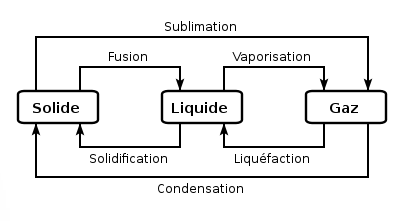 Sublimation
Fusion
Vaporisation
Solide
Liquide
Gaz
Solidification
Liquéfaction
Condensation